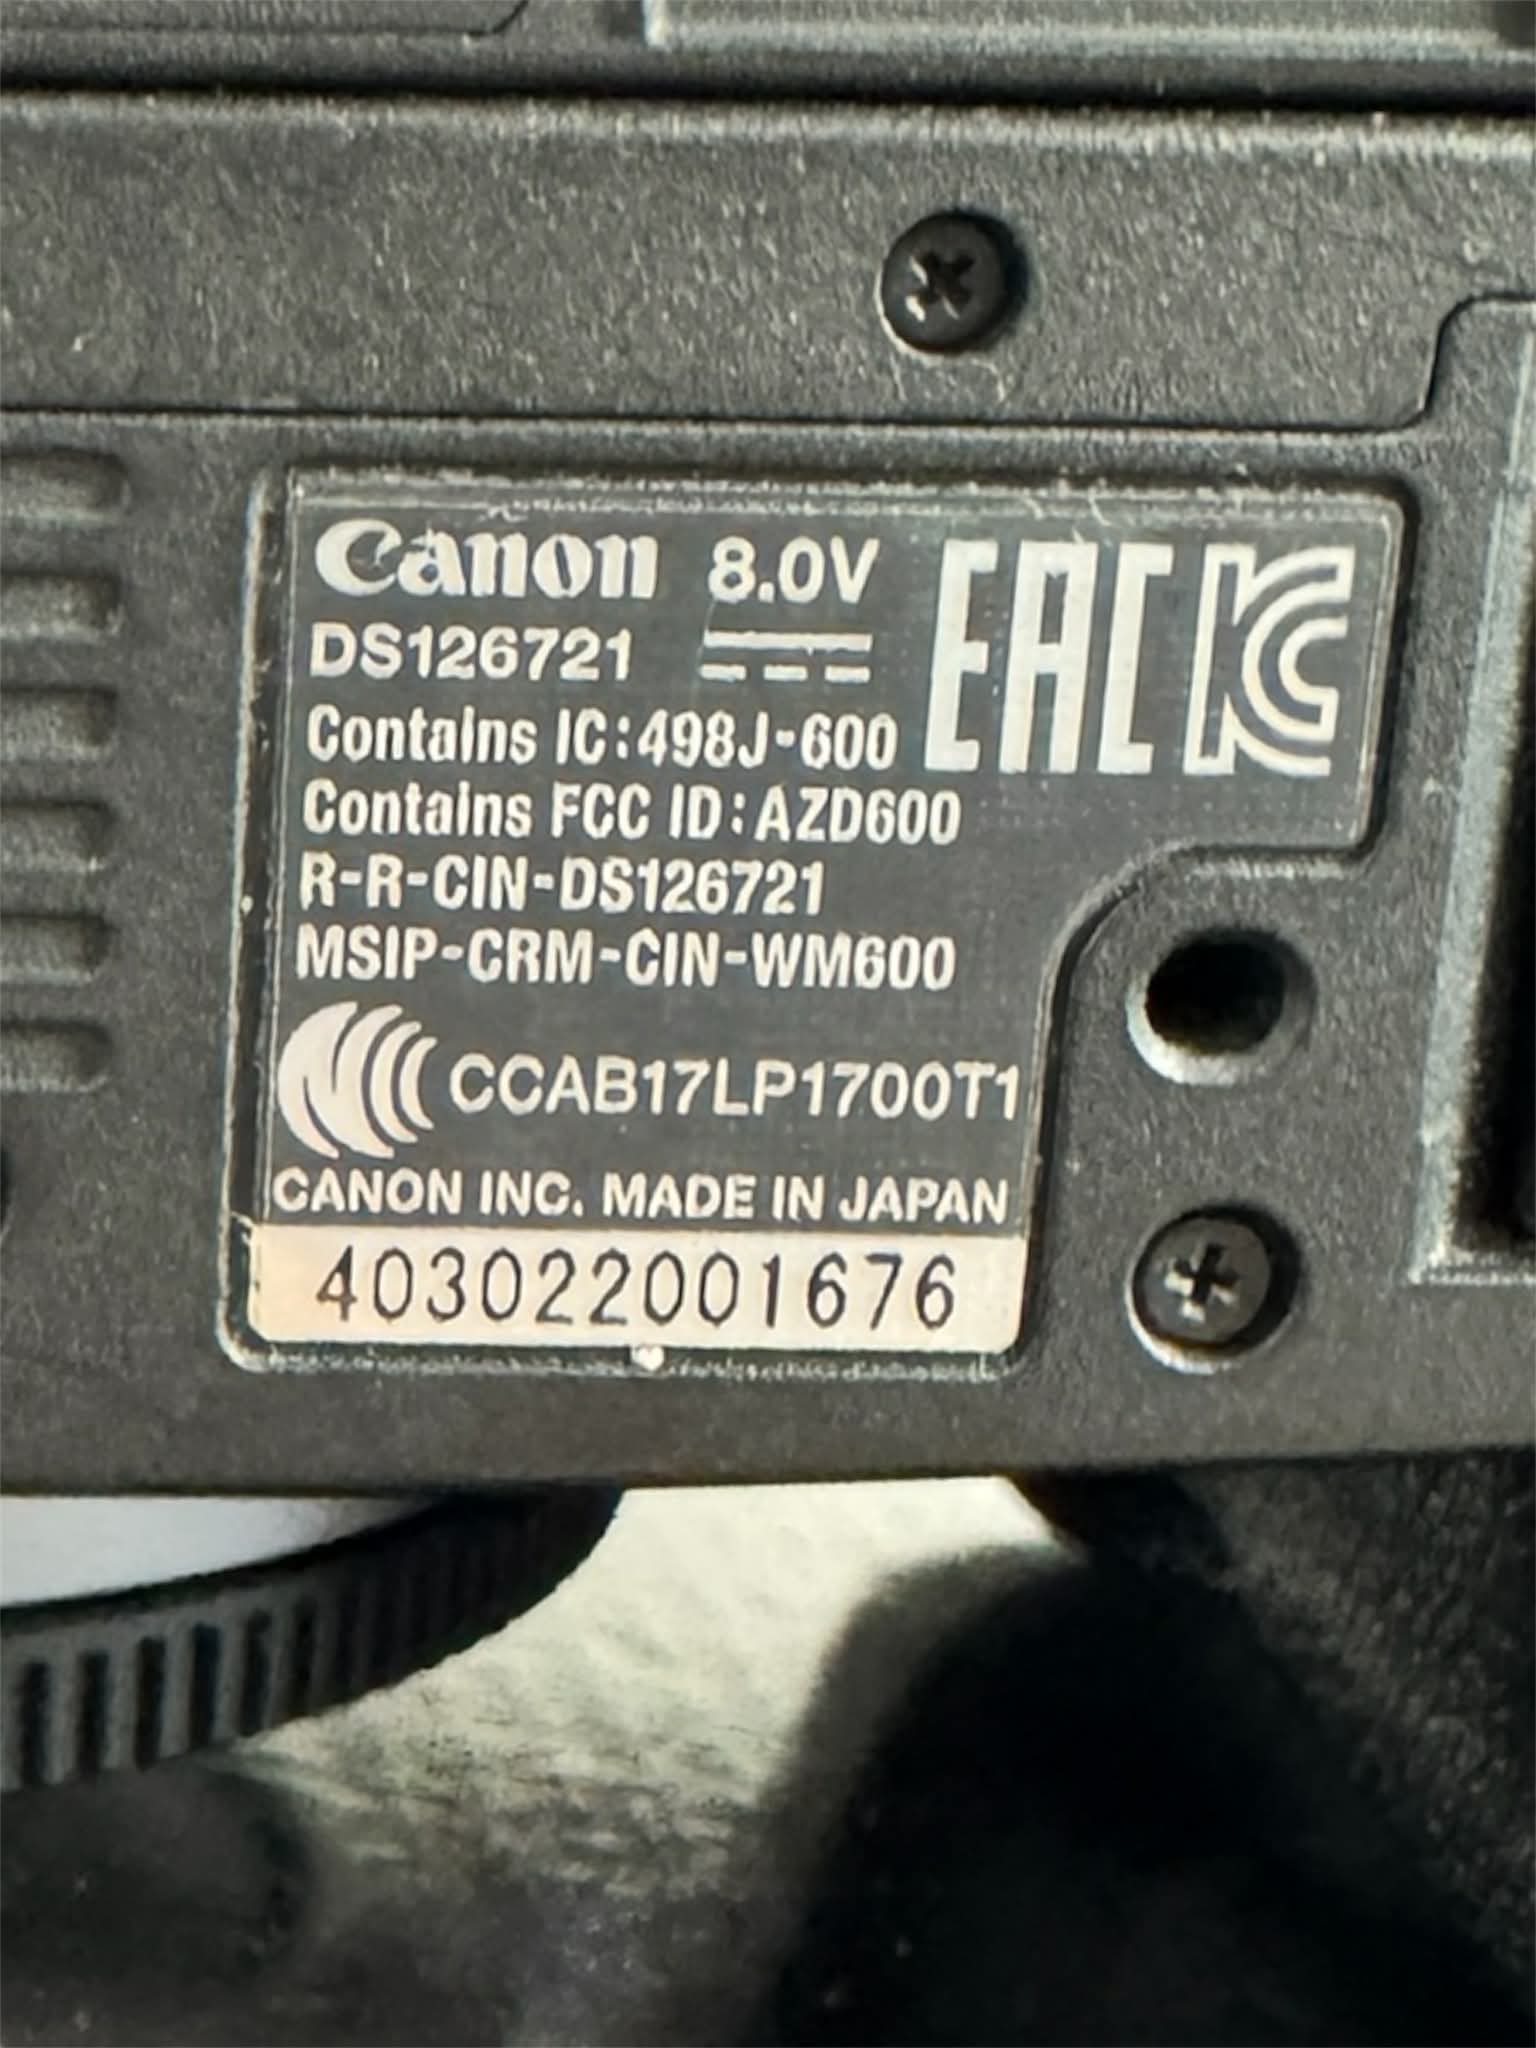 Canon 8.0V EAC
DS126721
Contains IC:498J-600
Contains FCC ID:AZD600
R-R-CIN-DS126721
MSIP-CRM-CIN-WM600
CCAB17LP1700T1
CANON INC. MADE IN JAPAN
403022001676